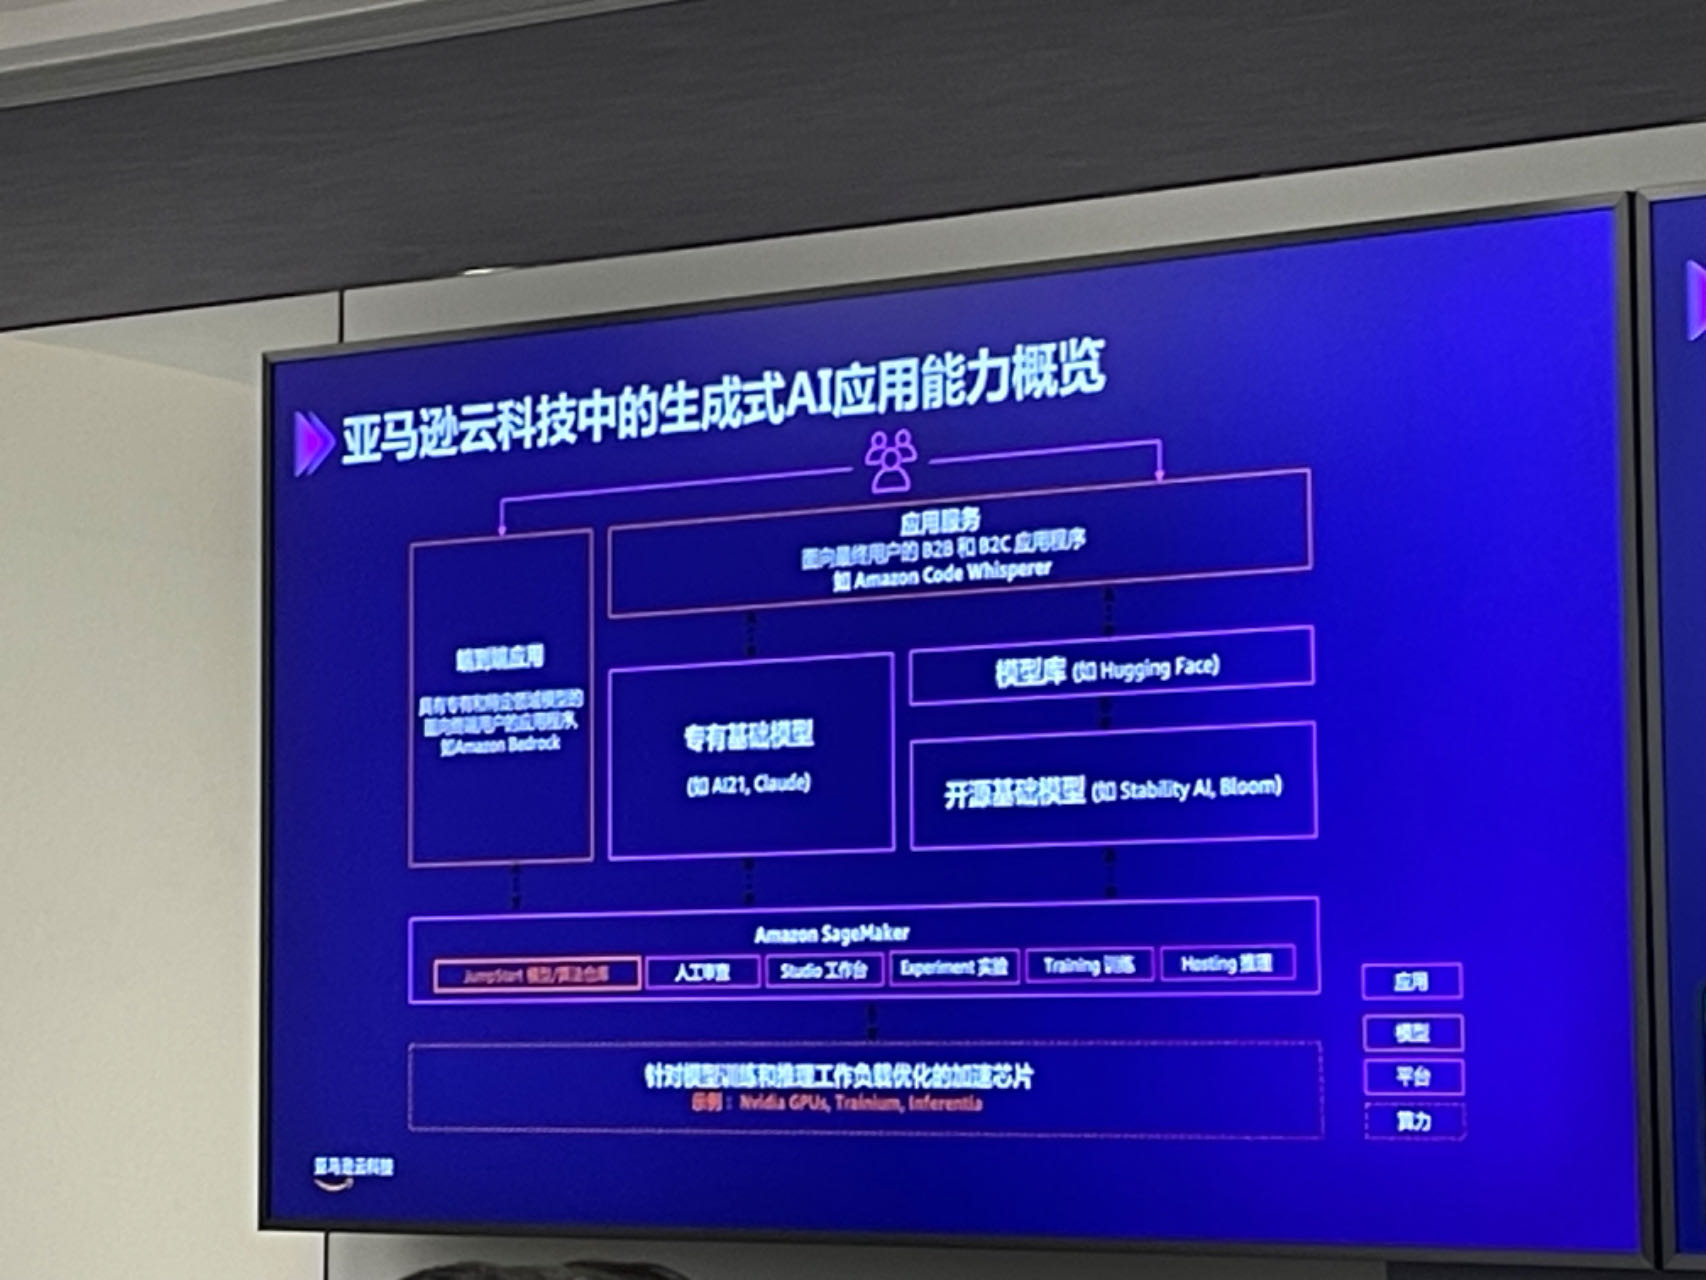 亚马逊云科技中的生成式AI应用能力概览
应用服务
面向最终用户的 B2B 和 B2C 应用程序
如 Amazon Code Whisperer
端到端应用
具有专有和特定领域模型的
面向终端用户的应用程序,
如Amazon Bedrock
专有基础模型
(如 AI21, Claude)
模型库 (如 Hugging Face)
开源基础模型 (如 Stability AI, Bloom)
Amazon SageMaker
JumpStart 模型/算法仓库
人工审查
Studio 工作台
Experiment 实验
Training 训练
Hosting 推理
针对模型训练和推理工作负载优化的加速芯片
示例： Nvidia GPUs, Trainium, Inferentia
应用
模型
平台
算力
亚马逊云科技